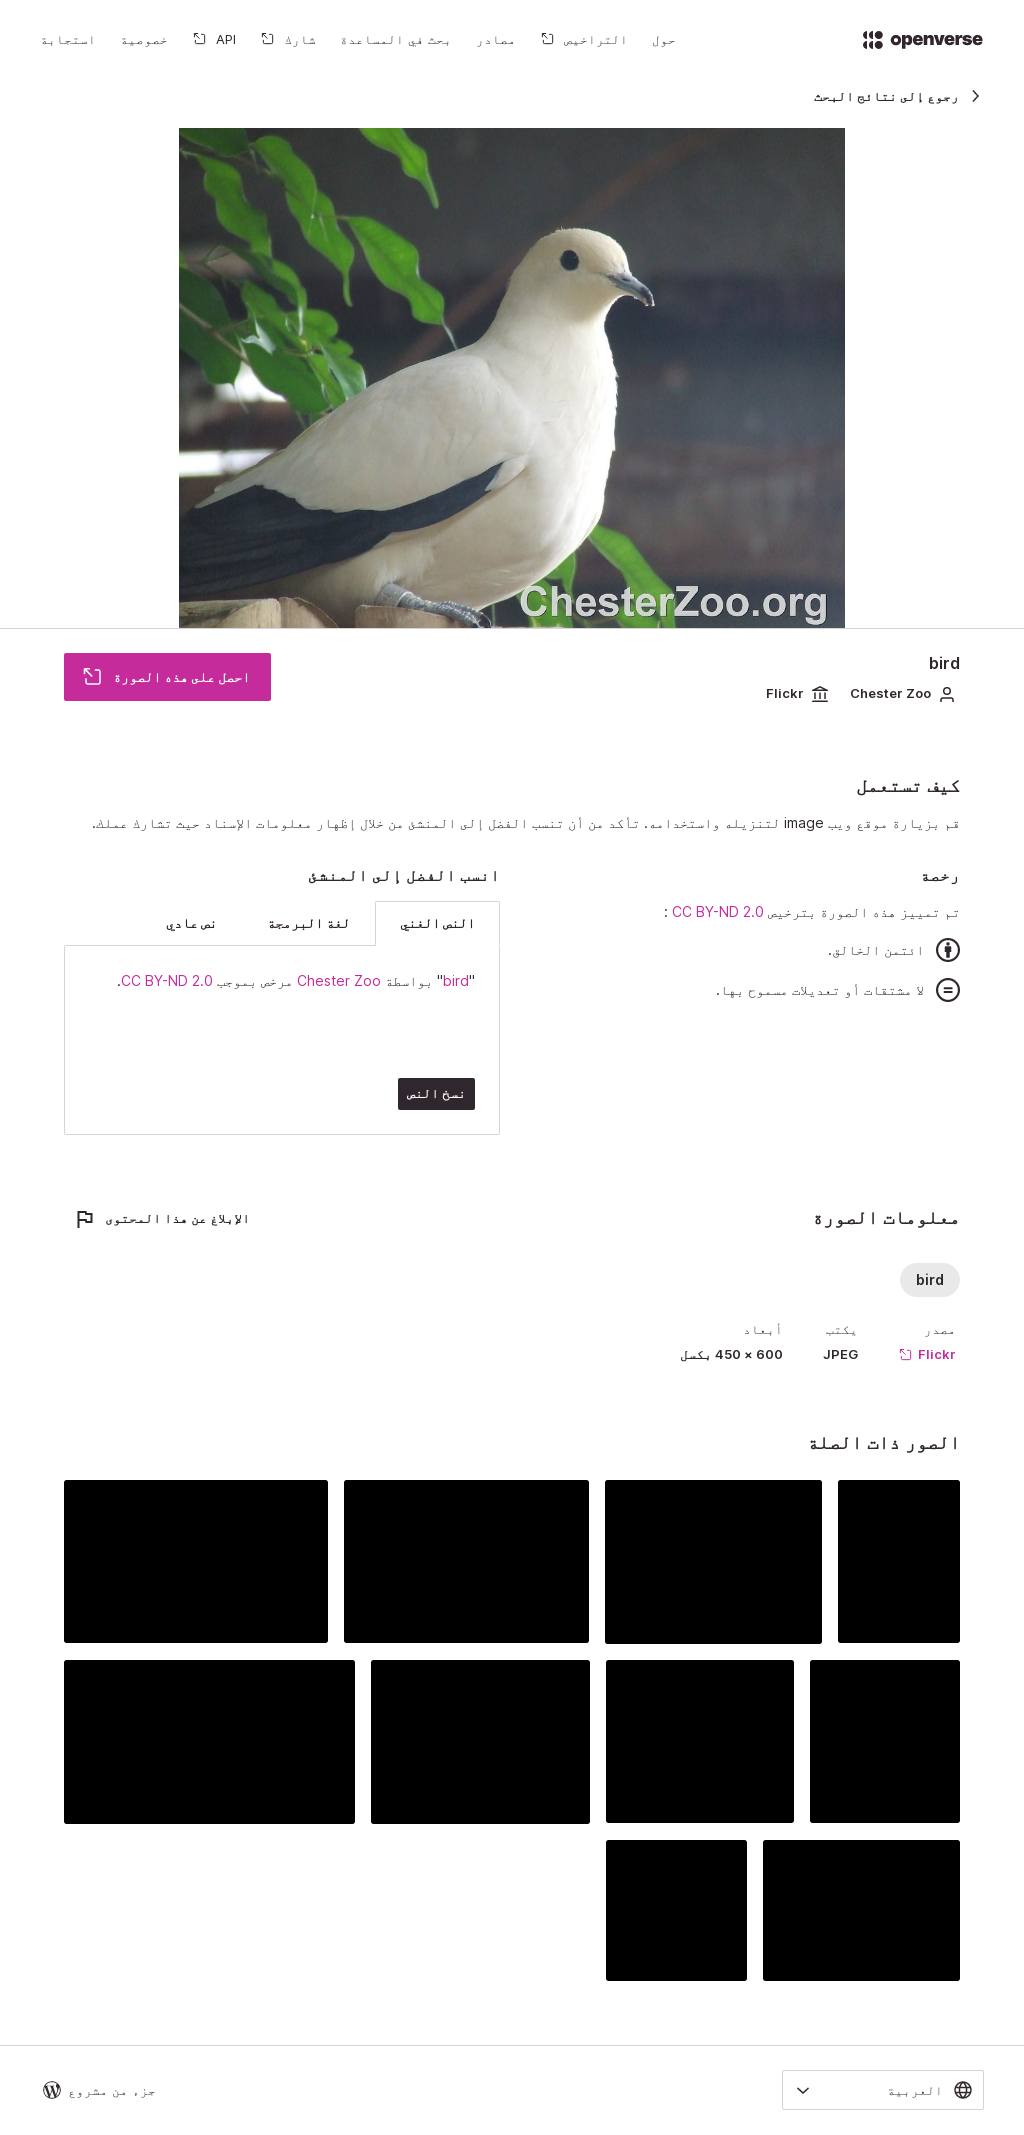 openverse
حول
التراخيص
مصادر
بحث في المساعدة
شارك
API
خصوصية
استجابة
رجوع إلى نتائج البحث
ChesterZoo.org
bird
Chester Zoo
Flickr
احصل على هذه الصورة
كيف تستعمل
قم بزيارة موقع ويب image لتنزيله واستخدامه. تأكد من أن تنسب الفضل إلى المنشئ من خلال إظهار معلومات الإسناد حيث تشارك عملك.
رخصة
تم تمييز هذه الصورة بترخيص CC BY-ND 2.0 :
ائتمن الخالق.
لا مشتقات أو تعديلات مسموح بها.
انسب الفضل إلى المنشئ
النص الغني
لغة البرمجة
نص عادي
"bird" بواسطة Chester Zoo مرخص بموجب CC BY-ND 2.0.
نسخ النص
معلومات الصورة
الإبلاغ عن هذا المحتوى
bird
مصدر
Flickr
يكتب
JPEG
أبعاد
600 × 450 بكسل
الصور ذات الصلة
العربية
جزء من مشروع